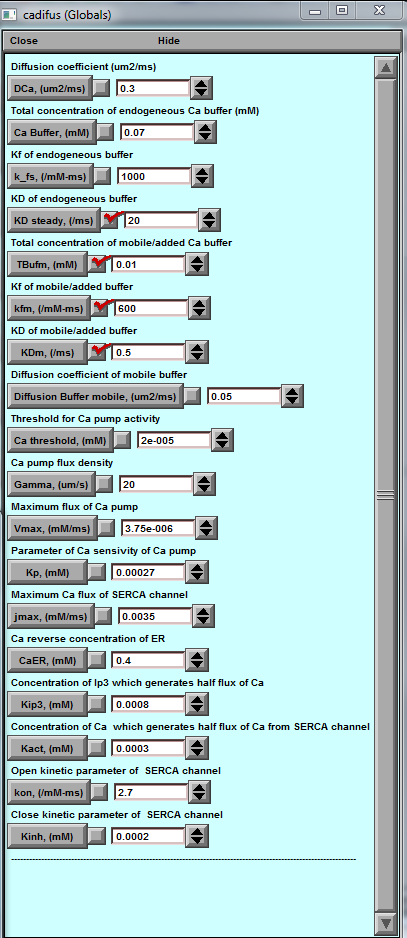 cadifus (Globals)
Close Hide
Diffusion coefficient (um2/ms)
DCa, (um2/ms) 0.3
Total concentration of endogeneous Ca buffer (mM)
Ca Buffer, (mM) 0.07
Kf of endogeneous buffer
k_fs, (/mM-ms) 1000
KD of endogeneous buffer
KD steady, (/ms) 20
Total concentration of mobile/added Ca buffer
TBufm, (mM) 0.01
Kf of mobile/added buffer
kfm, (/mM-ms) 600
KD of mobile/added buffer
KDm, (/ms) 0.5
Diffusion coefficient of mobile buffer
Diffusion Buffer mobile, (um2/ms) 0.05
Threshold for Ca pump activity
Ca threshold, (mM) 2e-005
Ca pump flux density
Gamma, (um/s) 20
Maximum flux of Ca pump
Vmax, (mM/ms) 3.75e-006
Parameter of Ca sensivity of Ca pump
Kp, (mM) 0.00027
Maximum Ca flux of SERCA channel
jmax, (mM/ms) 0.0035
Ca reverse concentration of ER
CaER, (mM) 0.4
Concentration of Ip3 which generates half flux of Ca
Kip3, (mM) 0.0008
Concentration of Ca which generates half flux of Ca from SERCA channel
Kact, (mM) 0.0003
Open kinetic parameter of SERCA channel
kon, (/mM-ms) 2.7
Close kinetic parameter of SERCA channel
Kinh, (mM) 0.0002